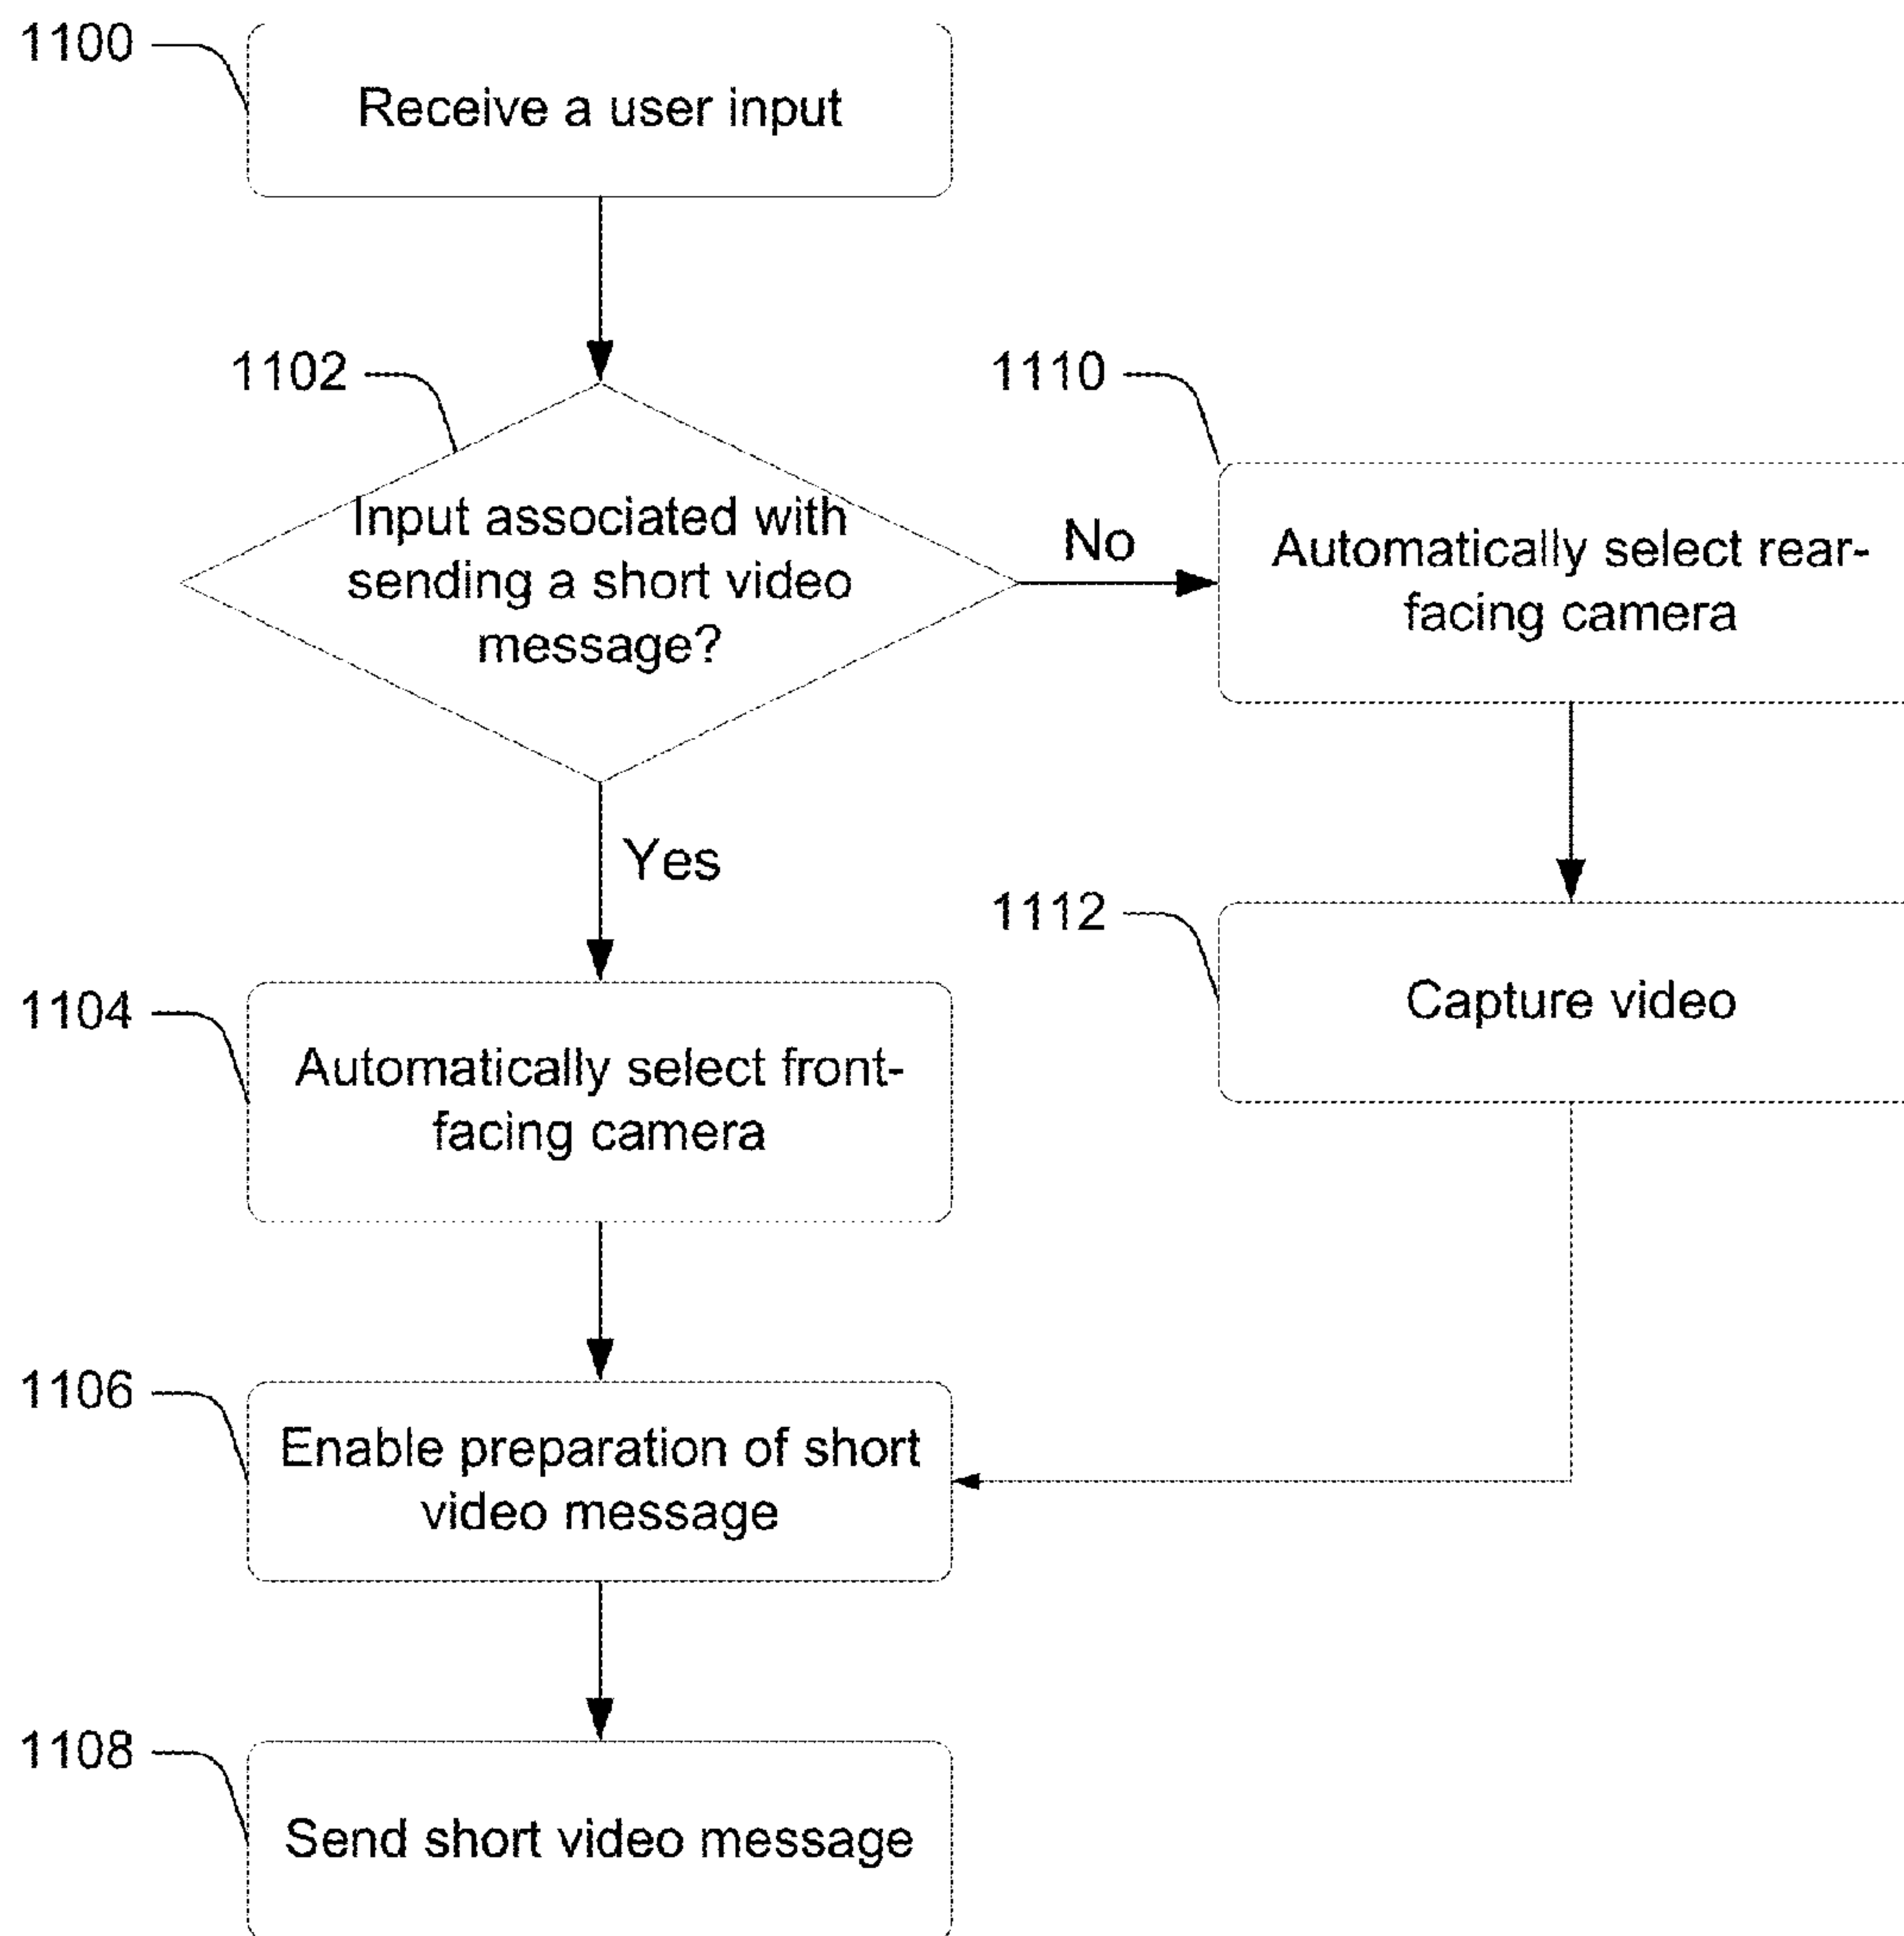 1100
Receive a user input
1102
Input associated with
sending a short video
message?
No
Yes
1110
Automatically select rear-
facing camera
1112
Capture video
1104
Automatically select front-
facing camera
1106
Enable preparation of short
video message
1108
Send short video message